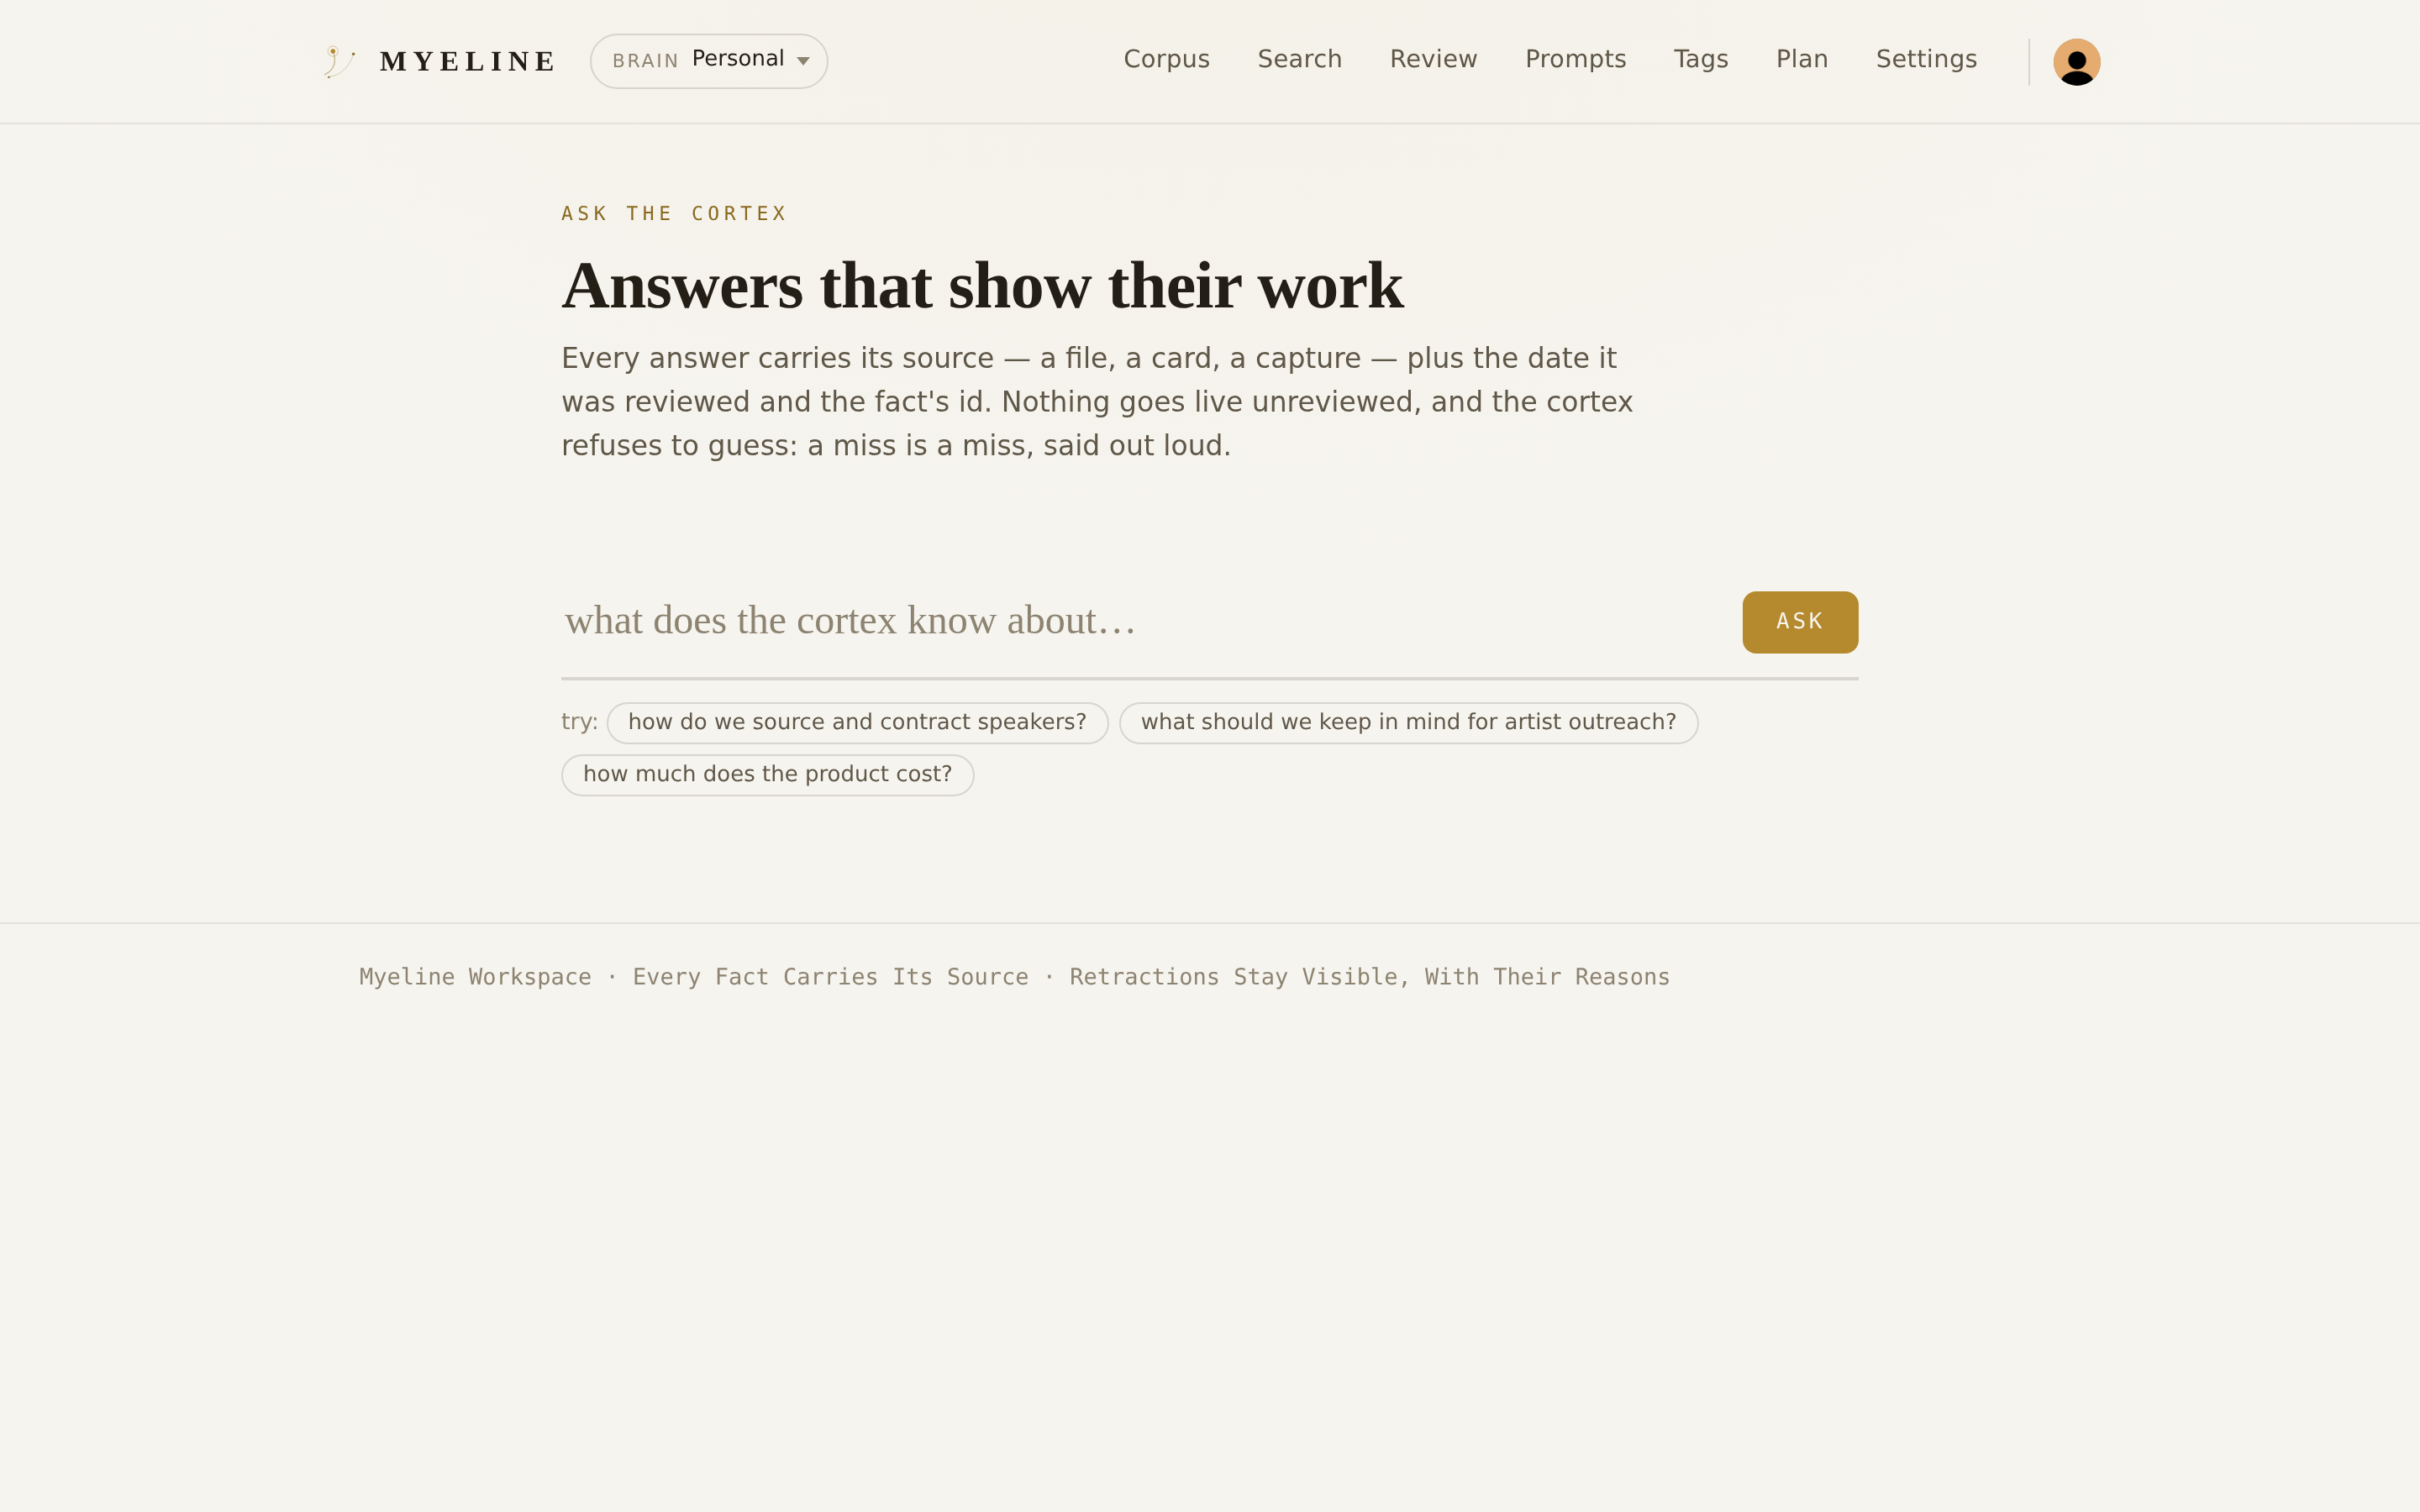 MYELINE
BRAIN Personal
Corpus Search Review Prompts Tags Plan Settings
ASK THE CORTEX
Answers that show their work
Every answer carries its source — a file, a card, a capture — plus the date it
was reviewed and the fact's id. Nothing goes live unreviewed, and the cortex
refuses to guess: a miss is a miss, said out loud.
what does the cortex know about…
ASK
try: how do we source and contract speakers? what should we keep in mind for artist outreach?
how much does the product cost?
Myeline Workspace · Every Fact Carries Its Source · Retractions Stay Visible, With Their Reasons